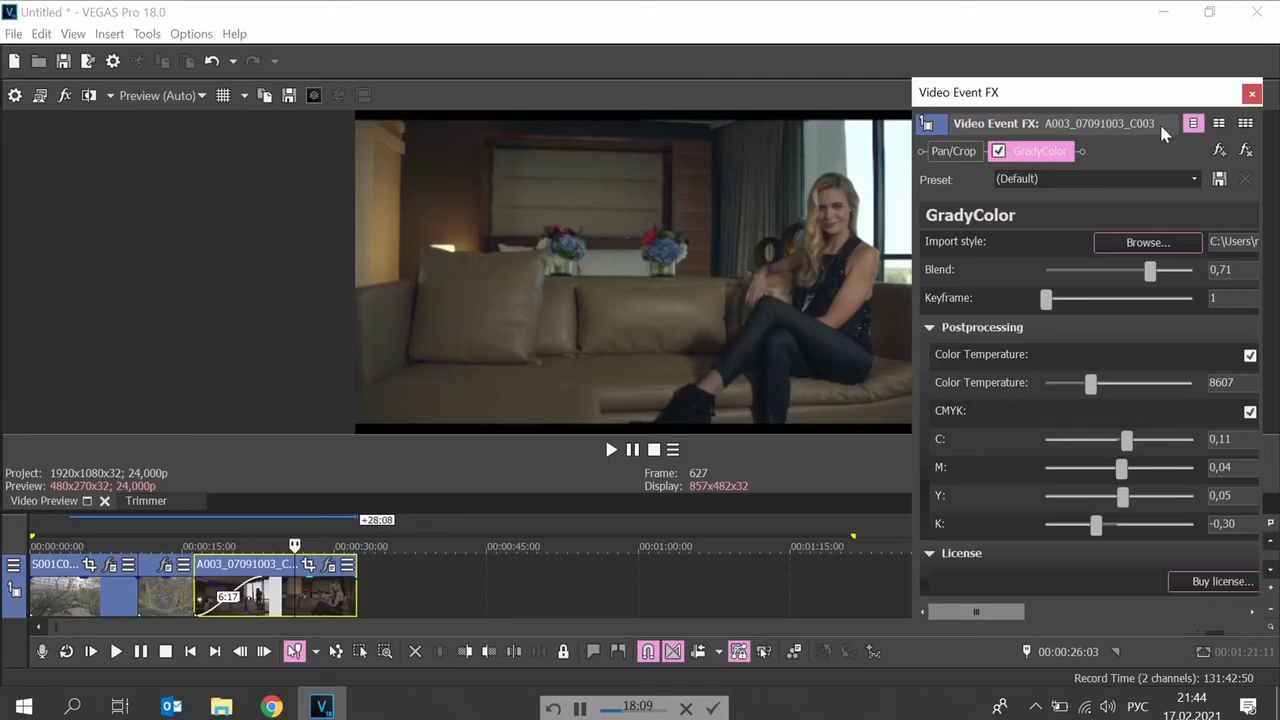 Untitled * - VEGAS Pro 18.0
File Edit View Insert Tools Options Help
Preview (Auto)
Video Event FX
Video Event FX: A003_07091003_C003
Pan/Crop GradyColor
Preset: (Default)
GradyColor
Import style: Browse... C:\Users\r
Blend: 0,71
Keyframe: 1
Postprocessing
Color Temperature:
Color Temperature: 8607
CMYK:
C: 0,11
M: 0,04
Y: 0,05
K: -0,30
License
Buy license...
Project: 1920x1080x32; 24,000p
Preview: 480x270x32; 24,000p
Frame: 627
Display: 857x482x32
Video Preview Trimmer
+28:08
00:00:00:00 00:00:15:00 00:00:30:00 00:00:45:00 00:01:00:00 00:01:15:00
S001C0... A003_07091003_C...
6:17
00:00:26:03 00:01:21:11
Record Time (2 channels): 131:42:50
18:09
РУС
21:44
17.02.2021